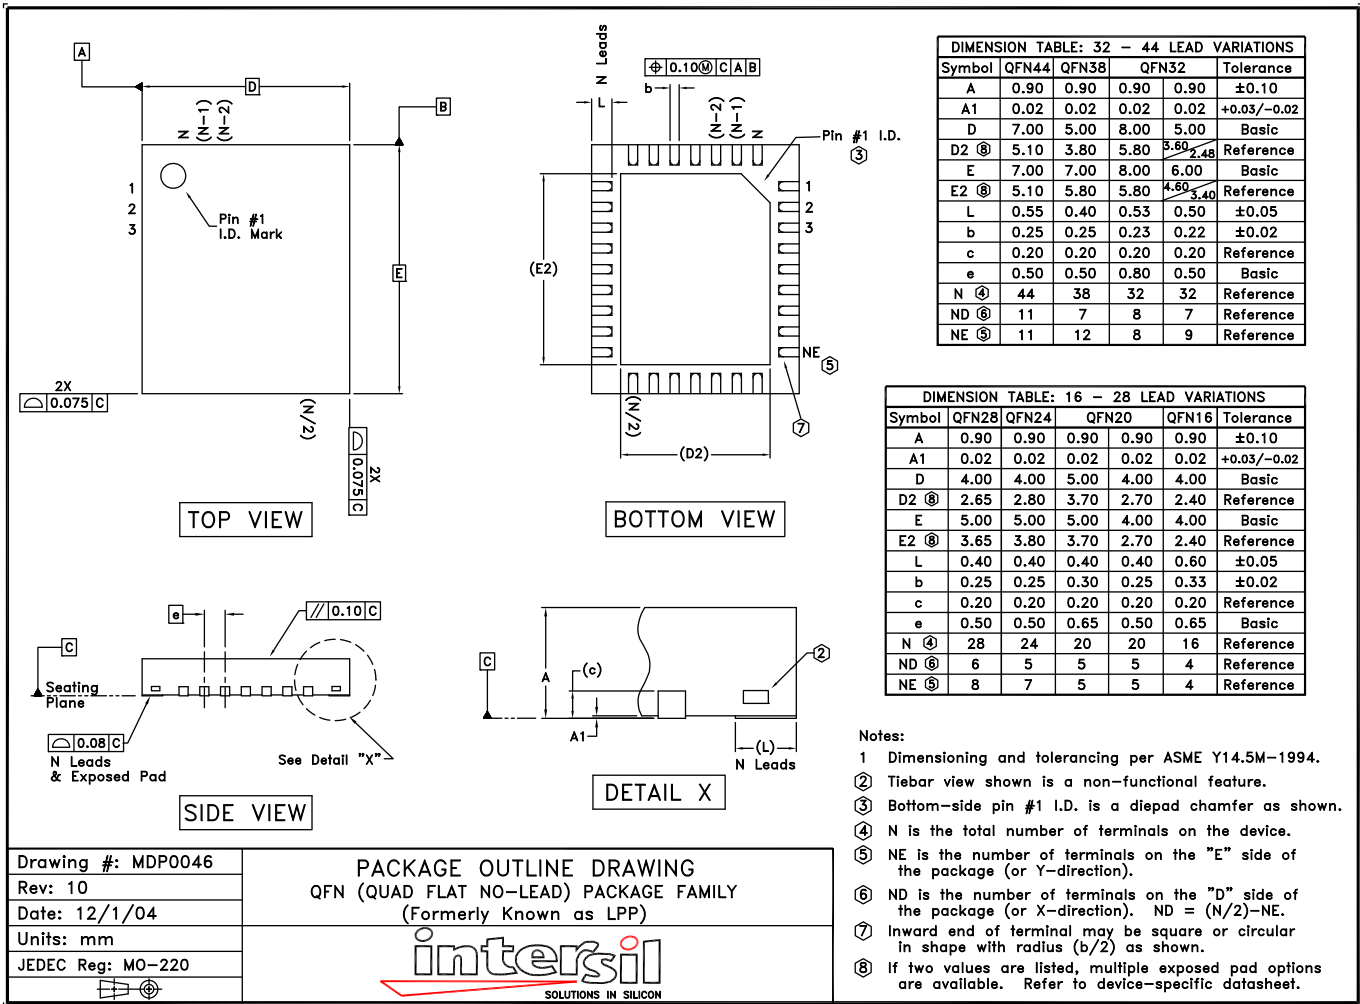 A
D
B
N
(N-1)
(N-2)
1
2
3
Pin #1
I.D. Mark
E
2X
⌓ 0.075 C
(N/2)
2X
⌓ 0.075 C
TOP VIEW
N Leads
L
b
⌖ 0.10Ⓜ C A B
(N-2)
(N-1)
N
Pin #1 I.D.
3
1
2
3
(E2)
NE
5
(N/2)
7
(D2)
BOTTOM VIEW
e
// 0.10 C
C
Seating
Plane
⌓ 0.08 C
N Leads
& Exposed Pad
See Detail "X"
SIDE VIEW
C
A
(c)
2
A1
(L)
N Leads
DETAIL X
DIMENSION TABLE: 32 - 44 LEAD VARIATIONS
Symbol QFN44 QFN38 QFN32 Tolerance
A 0.90 0.90 0.90 0.90 ±0.10
A1 0.02 0.02 0.02 0.02 +0.03/-0.02
D 7.00 5.00 8.00 5.00 Basic
D2 8 5.10 3.80 5.80 3.60/2.48 Reference
E 7.00 7.00 8.00 6.00 Basic
E2 8 5.10 5.80 5.80 4.60/3.40 Reference
L 0.55 0.40 0.53 0.50 ±0.05
b 0.25 0.25 0.23 0.22 ±0.02
c 0.20 0.20 0.20 0.20 Reference
e 0.50 0.50 0.80 0.50 Basic
N 4 44 38 32 32 Reference
ND 6 11 7 8 7 Reference
NE 5 11 12 8 9 Reference
DIMENSION TABLE: 16 - 28 LEAD VARIATIONS
Symbol QFN28 QFN24 QFN20 QFN16 Tolerance
A 0.90 0.90 0.90 0.90 0.90 ±0.10
A1 0.02 0.02 0.02 0.02 0.02 +0.03/-0.02
D 4.00 4.00 5.00 4.00 4.00 Basic
D2 8 2.65 2.80 3.70 2.70 2.40 Reference
E 5.00 5.00 5.00 4.00 4.00 Basic
E2 8 3.65 3.80 3.70 2.70 2.40 Reference
L 0.40 0.40 0.40 0.40 0.60 ±0.05
b 0.25 0.25 0.30 0.25 0.33 ±0.02
c 0.20 0.20 0.20 0.20 0.20 Reference
e 0.50 0.50 0.65 0.50 0.65 Basic
N 4 28 24 20 20 16 Reference
ND 6 6 5 5 5 4 Reference
NE 5 8 7 5 5 4 Reference
Notes:
1 Dimensioning and tolerancing per ASME Y14.5M-1994.
2 Tiebar view shown is a non-functional feature.
3 Bottom-side pin #1 I.D. is a diepad chamfer as shown.
4 N is the total number of terminals on the device.
5 NE is the number of terminals on the "E" side of
the package (or Y-direction).
6 ND is the number of terminals on the "D" side of
the package (or X-direction). ND = (N/2)-NE.
7 Inward end of terminal may be square or circular
in shape with radius (b/2) as shown.
8 If two values are listed, multiple exposed pad options
are available. Refer to device-specific datasheet.
Drawing #: MDP0046
Rev: 10
Date: 12/1/04
Units: mm
JEDEC Reg: MO-220
PACKAGE OUTLINE DRAWING
QFN (QUAD FLAT NO-LEAD) PACKAGE FAMILY
(Formerly Known as LPP)
intersil
SOLUTIONS IN SILICON